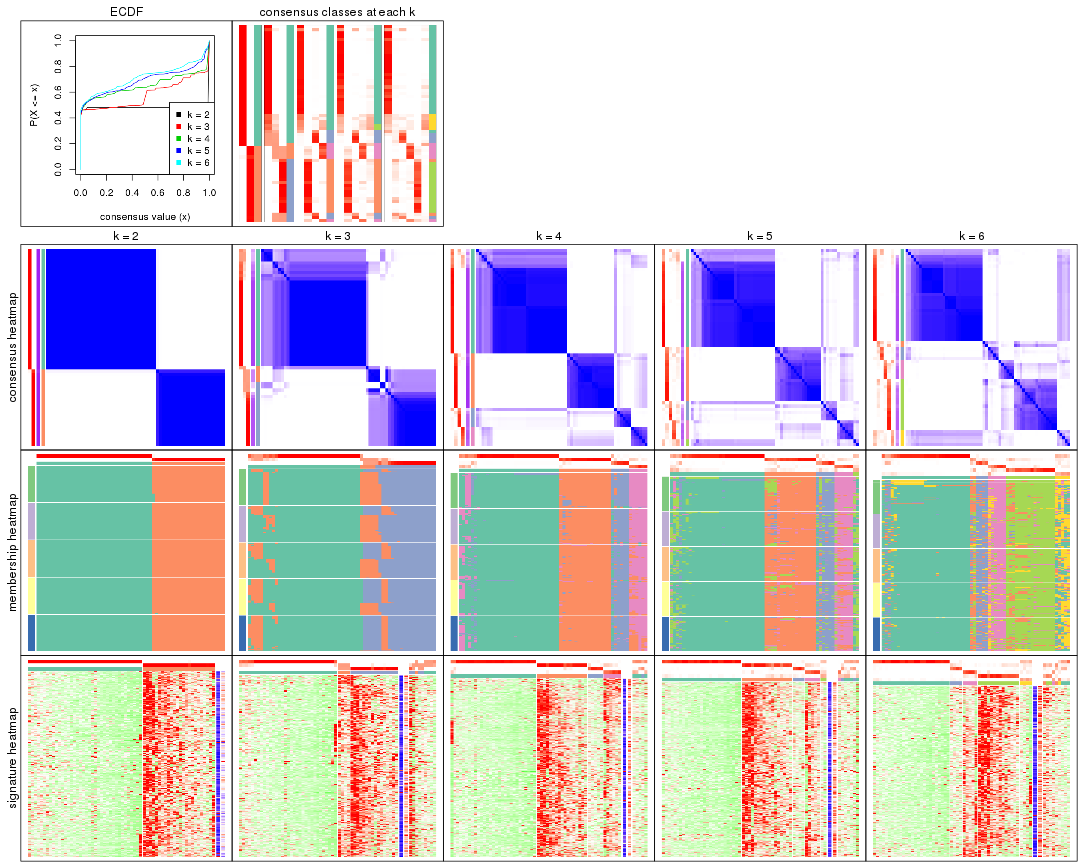 ECDF
consensus classes at each k
P(X <= x)
0.0 0.2 0.4 0.6 0.8 1.0
k = 2
k = 3
k = 4
k = 5
k = 6
0.0 0.2 0.4 0.6 0.8 1.0
consensus value (x)
k = 2
k = 3
k = 4
k = 5
k = 6
consensus heatmap
membership heatmap
signature heatmap